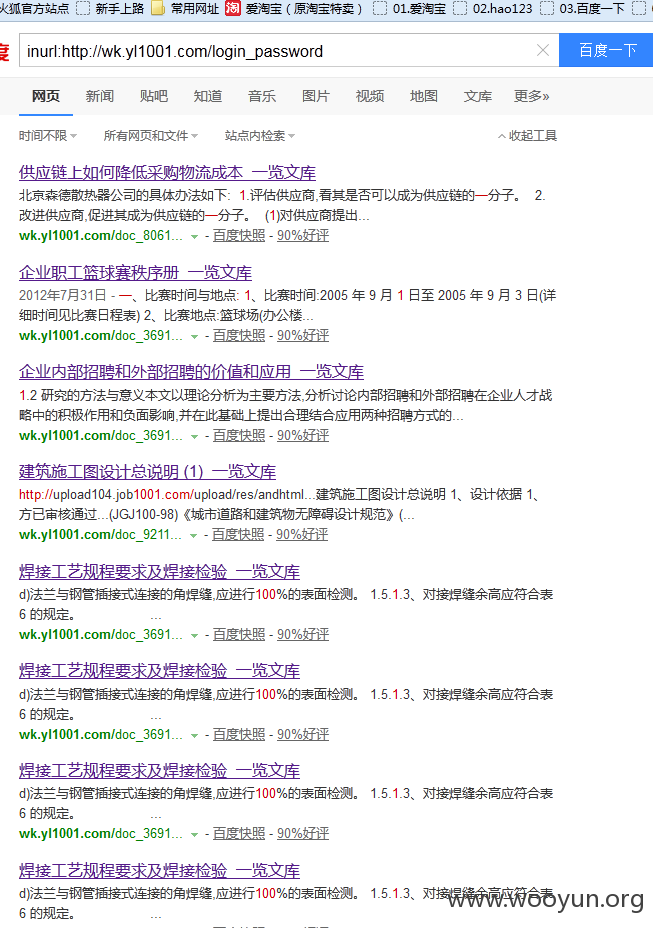 火狐官方站点 新手上路 常用网址 淘 爱淘宝（原淘宝特卖） 01.爱淘宝 02.hao123 03.百度一下
度 inurl:http://wk.yl1001.com/login_password 百度一下
网页 新闻 贴吧 知道 音乐 图片 视频 地图 文库 更多»
时间不限 所有网页和文件 站点内检索 收起工具
供应链上如何降低采购物流成本_一览文库
北京森德散热器公司的具体办法如下: 1.评估供应商,看其是否可以成为供应链的一分子。 2.
改进供应商,促进其成为供应链的一分子。 (1)对供应商提出...
wk.yl1001.com/doc_8061... - 百度快照 - 90%好评
企业职工篮球赛秩序册_一览文库
2012年7月31日 - 一、比赛时间与地点: 1、比赛时间:2005 年 9 月 1 日至 2005 年 9 月 3 日(详
细时间见比赛日程表) 2、比赛地点:篮球场(办公楼...
wk.yl1001.com/doc_3691... - 百度快照 - 90%好评
企业内部招聘和外部招聘的价值和应用_一览文库
1.2 研究的方法与意义本文以理论分析为主要方法,分析讨论内部招聘和外部招聘在企业人才战
略中的积极作用和负面影响,并在此基础上提出合理结合应用两种招聘方式的...
wk.yl1001.com/doc_3691... - 百度快照 - 90%好评
建筑施工图设计总说明 (1)_一览文库
http://upload104.job1001.com/upload/res/andhtml...建筑施工图设计总说明 1、设计依据 1、
方已审核通过...(JGJ100-98)《城市道路和建筑物无障碍设计规范》(...
wk.yl1001.com/doc_9211... - 百度快照 - 90%好评
焊接工艺规程要求及焊接检验_一览文库
d)法兰与钢管插接式连接的角焊缝,应进行100%的表面检测。 1.5.1.3、对接焊缝余高应符合表
6 的规定。 ...
wk.yl1001.com/doc_3691... - 百度快照 - 90%好评
焊接工艺规程要求及焊接检验_一览文库
d)法兰与钢管插接式连接的角焊缝,应进行100%的表面检测。 1.5.1.3、对接焊缝余高应符合表
6 的规定。 ...
wk.yl1001.com/doc_3691... - 百度快照 - 90%好评
焊接工艺规程要求及焊接检验_一览文库
d)法兰与钢管插接式连接的角焊缝,应进行100%的表面检测。 1.5.1.3、对接焊缝余高应符合表
6 的规定。 ...
wk.yl1001.com/doc_3691... - 百度快照 - 90%好评
焊接工艺规程要求及焊接检验_一览文库
d)法兰与钢管插接式连接的角焊缝,应进行100%的表面检测。 1.5.1.3、对接焊缝余高应符合表
6 的规定。 ...
www.wooyun.org